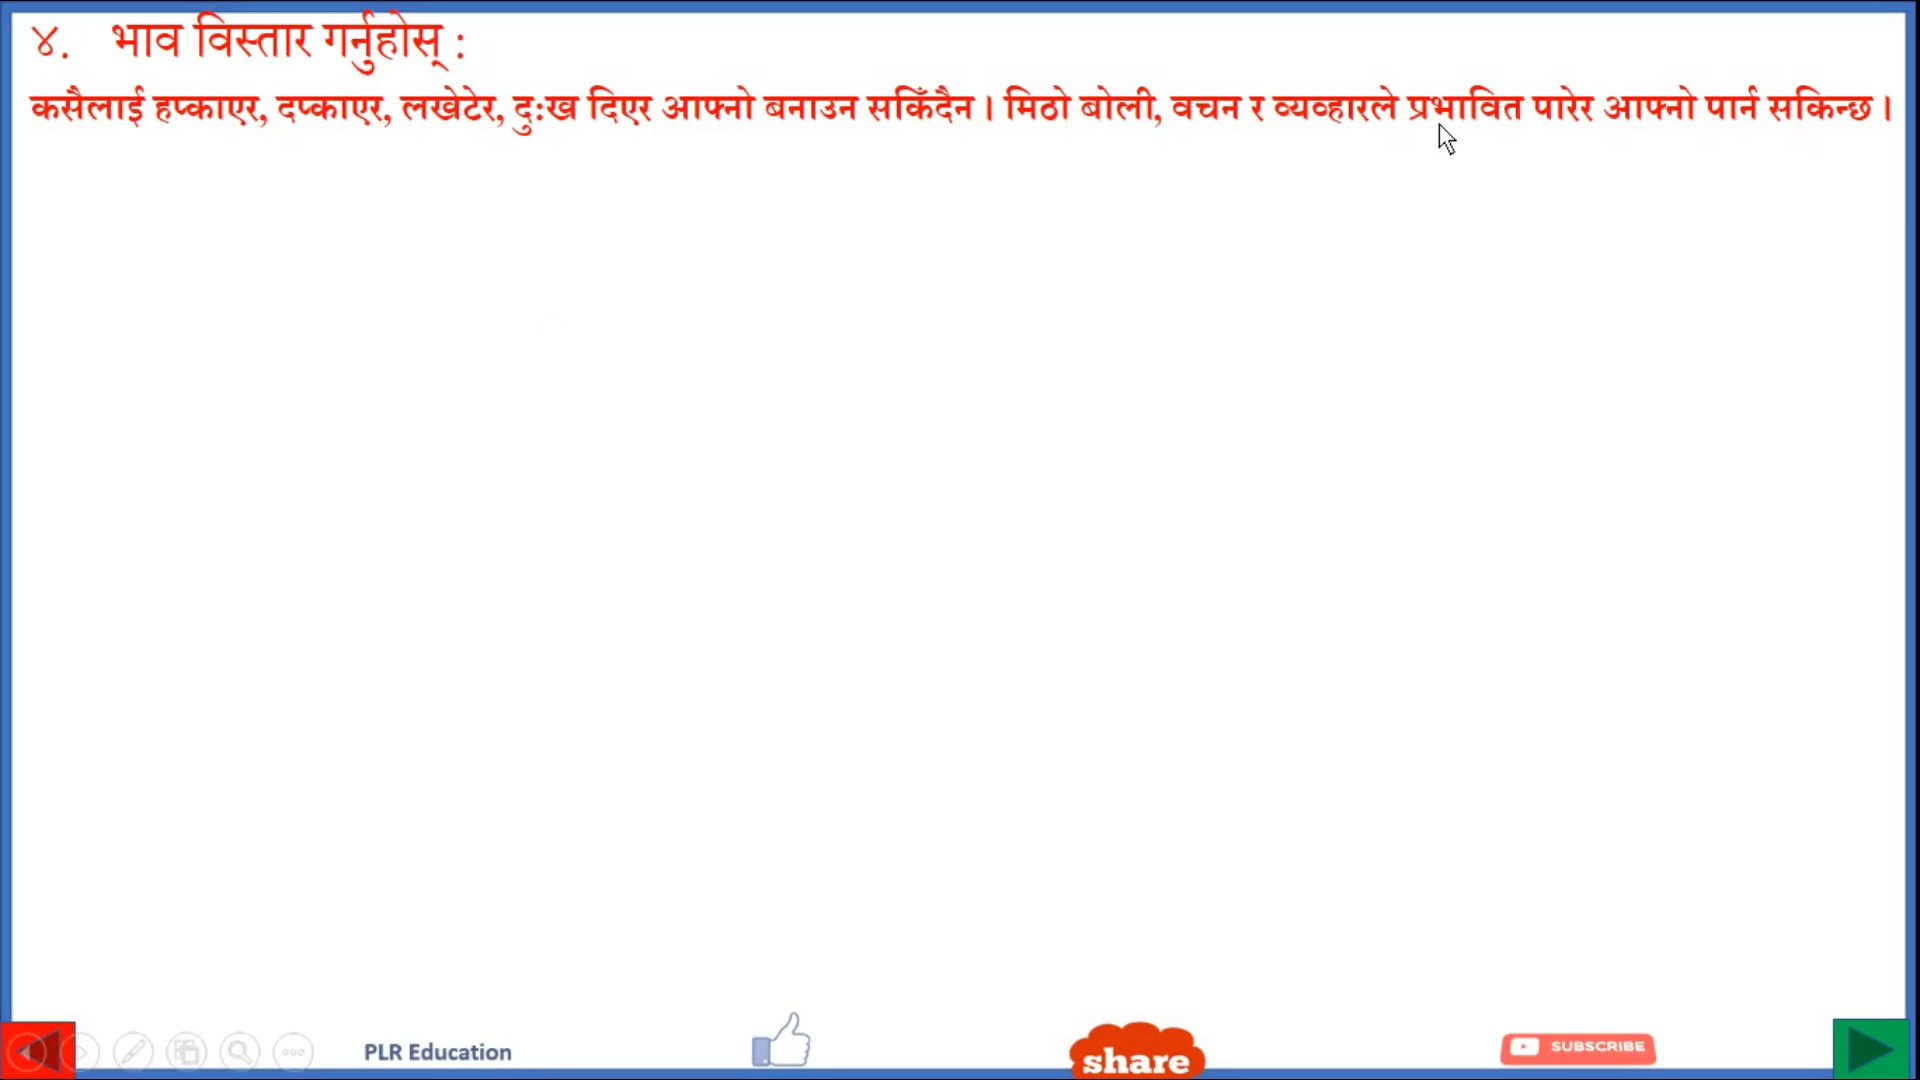 ४. भाव विस्तार गर्नुहोस् :
कसैलाई हप्काएर, दप्काएर, लखेटेर, दुःख दिएर आफ्नो बनाउन सकिँदैन । मिठो बोली, वचन र व्यव्हारले प्रभावित पारेर आफ्नो पार्न सकिन्छ ।
PLR Education
share
SUBSCRIBE